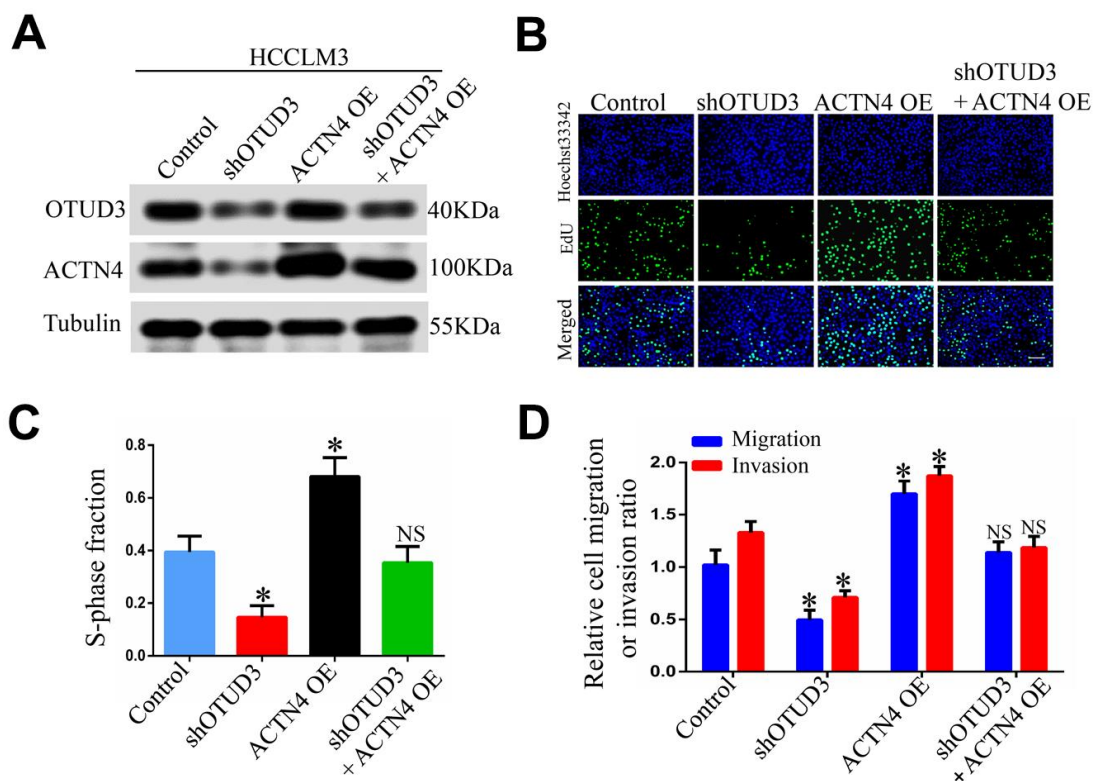 A
HCCLM3
Control
shOTUD3
ACTN4 OE
shOTUD3
+ ACTN4 OE
OTUD3
40KDa
ACTN4
100KDa
Tubulin
55KDa
B
Control
shOTUD3
ACTN4 OE
shOTUD3
+ ACTN4 OE
Hoechst33342
EdU
Merged
C
S-phase fraction
0.8
0.6
0.4
0.2
0.0
*
*
NS
Control
shOTUD3
ACTN4 OE
shOTUD3
+ ACTN4 OE
D
Migration
Invasion
Relative cell migration
or invasion ratio
2.0
1.5
1.0
0.5
0.0
* *
* *
NS NS
Control
shOTUD3
ACTN4 OE
shOTUD3
+ ACTN4 OE